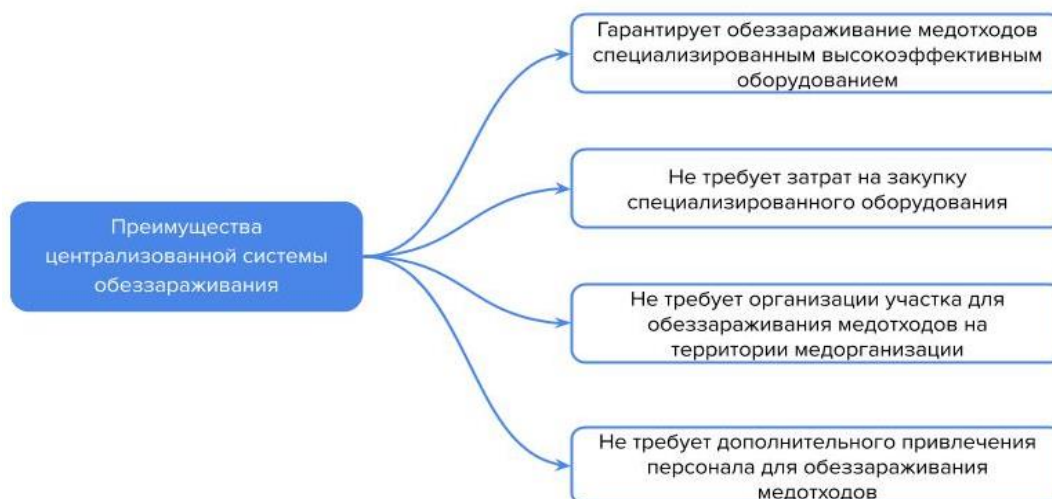 Преимущества
централизованной системы
обеззараживания
Гарантирует обеззараживание медотходов
специализированным высокоэффективным
оборудованием
Не требует затрат на закупку
специализированного оборудования
Не требует организации участка для
обеззараживания медотходов на
территории медорганизации
Не требует дополнительного привлечения
персонала для обеззараживания
медотходов